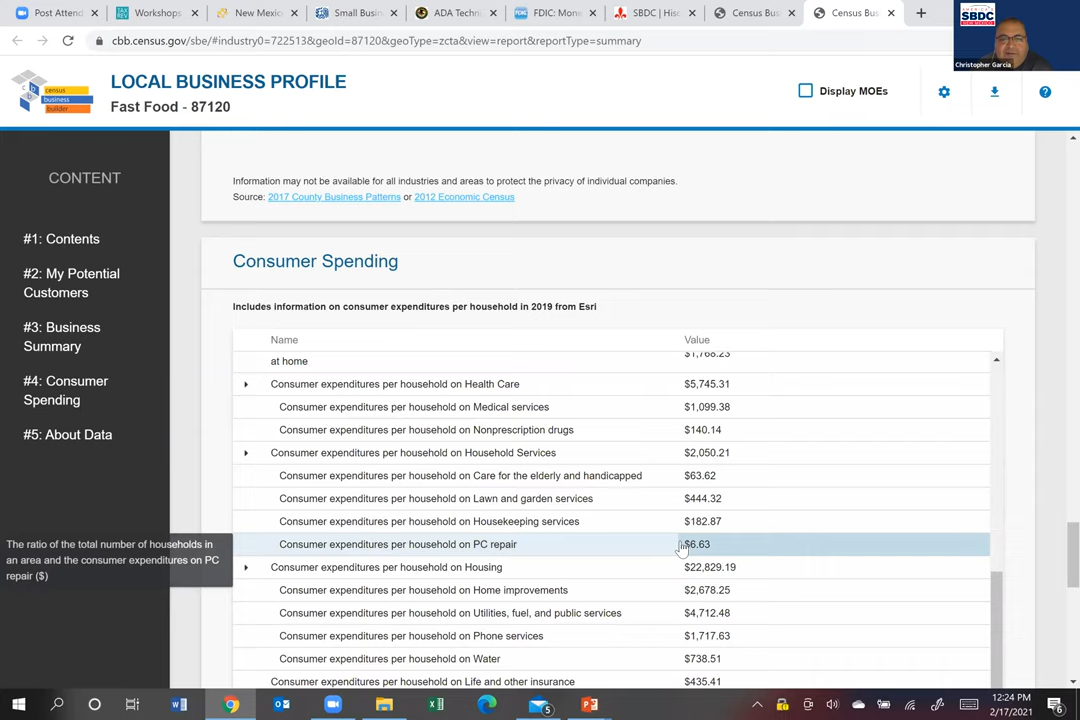 Post Attend
Workshops
New Mexic
Small Busin
ADA Techni
FDIC: Mone
SBDC | Hisc
Census Bus
Census Bus
cbb.census.gov/sbe/#industry0=722513&geoId=87120&geoType=zcta&view=report&reportType=summary
AMERICA'S
SBDC
NEW MEXICO
Christopher Garcia
census
business
builder
LOCAL BUSINESS PROFILE
Fast Food - 87120
Display MOEs
CONTENT
#1: Contents
#2: My Potential
Customers
#3: Business
Summary
#4: Consumer
Spending
#5: About Data
The ratio of the total number of households in
an area and the consumer expenditures on PC
repair ($)
Information may not be available for all industries and areas to protect the privacy of individual companies.
Source: 2017 County Business Patterns or 2012 Economic Census
Consumer Spending
Includes information on consumer expenditures per household in 2019 from Esri
Name Value
at home $1,768.23
Consumer expenditures per household on Health Care $5,745.31
Consumer expenditures per household on Medical services $1,099.38
Consumer expenditures per household on Nonprescription drugs $140.14
Consumer expenditures per household on Household Services $2,050.21
Consumer expenditures per household on Care for the elderly and handicapped $63.62
Consumer expenditures per household on Lawn and garden services $444.32
Consumer expenditures per household on Housekeeping services $182.87
Consumer expenditures per household on PC repair $6.63
Consumer expenditures per household on Housing $22,829.19
Consumer expenditures per household on Home improvements $2,678.25
Consumer expenditures per household on Utilities, fuel, and public services $4,712.48
Consumer expenditures per household on Phone services $1,717.63
Consumer expenditures per household on Water $738.51
Consumer expenditures per household on Life and other insurance $435.41
5
12:24 PM
2/17/2021
6